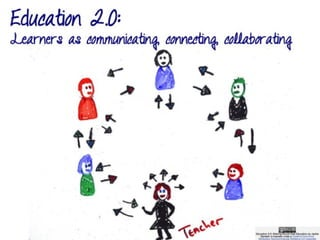 Education 2.0:
Learners as communicating, connecting, collaborating
Teacher